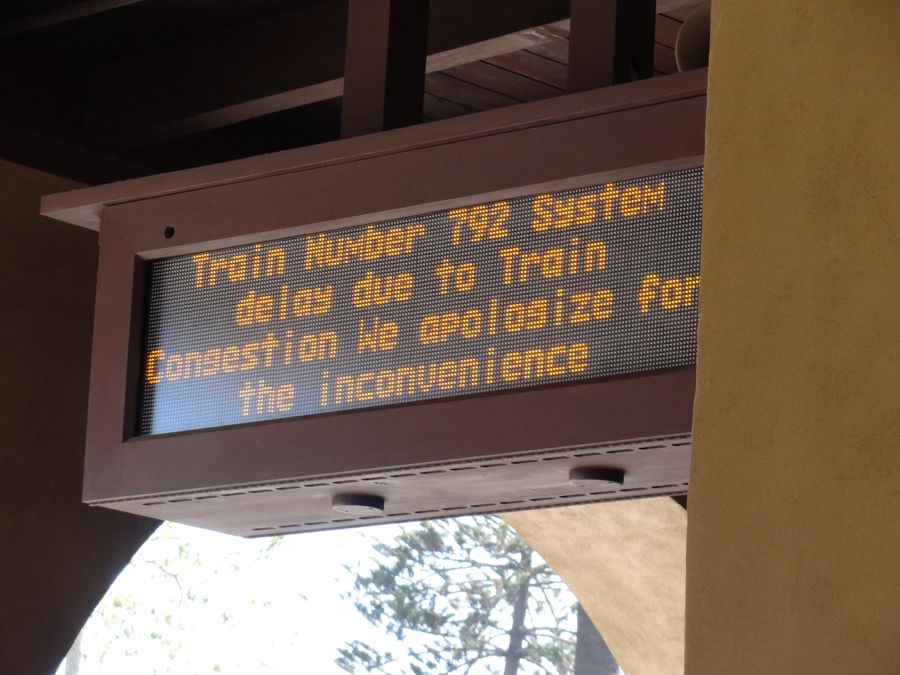 Train Number 792 System
delay due to Train
Congestion We apologize for
the inconvenience